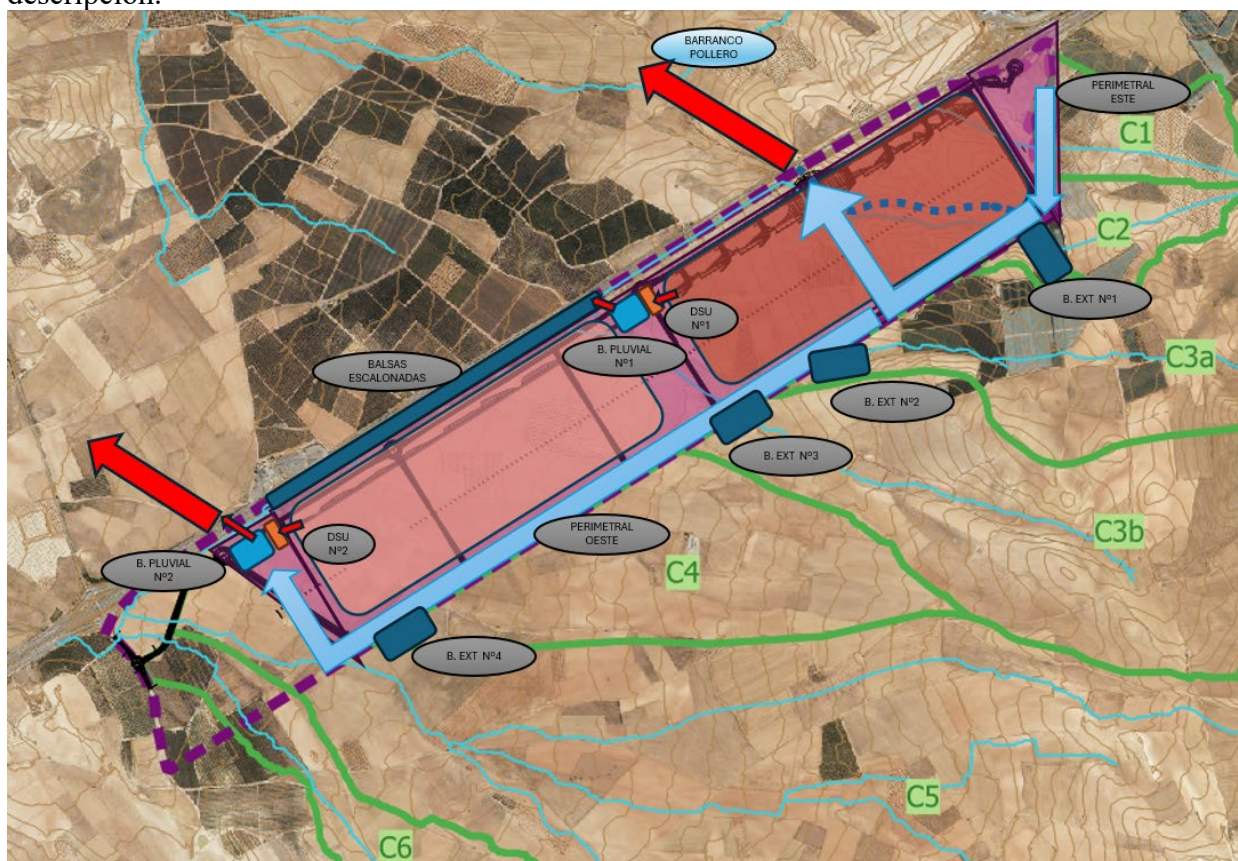 descripción:
BARRANCO
POLLERO
PERIMETRAL
ESTE
C1
C2
B. EXT Nº1
DSU
Nº1
B. PLUVIAL
Nº1
BALSAS
ESCALONADAS
C3a
B. EXT Nº2
B. EXT Nº3
PERIMETRAL
OESTE
C3b
DSU
Nº2
B. PLUVIAL
Nº2
C4
B. EXT Nº4
C5
C6